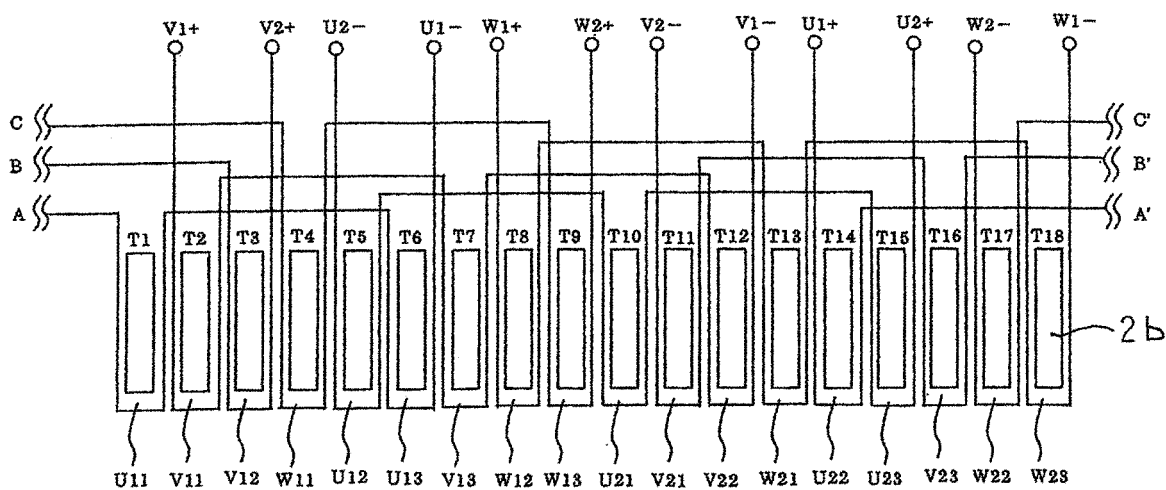 V1+ V2+ U2− U1− W1+ W2+ V2− V1− U1+ U2+ W2− W1−
C C'
B B'
A A'
T1 T2 T3 T4 T5 T6 T7 T8 T9 T10 T11 T12 T13 T14 T15 T16 T17 T18
2b
U11 V11 V12 W11 U12 U13 V13 W12 W13 U21 V21 V22 W21 U22 U23 V23 W22 W23